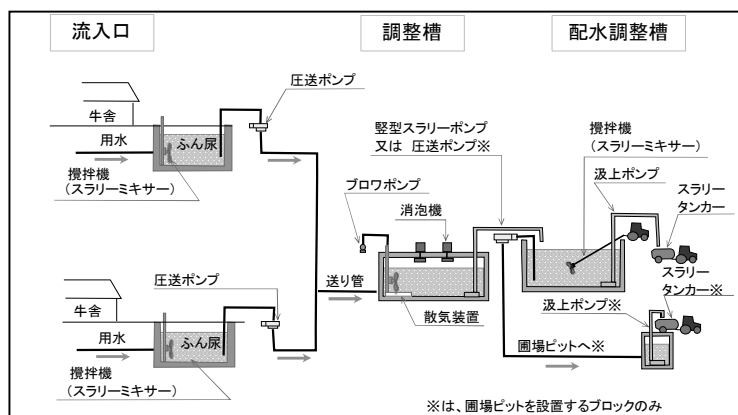 流入口
調整槽
配水調整槽
圧送ポンプ
牛舎
用水
ふん尿
攪拌機
(スラリーミキサー)
竪型スラリーポンプ
又は 圧送ポンプ※
攪拌機
(スラリーミキサー)
汲上ポンプ
スラリー
タンカー
ブロワポンプ
消泡機
送り管
散気装置
圧送ポンプ
牛舎
用水
ふん尿
攪拌機
(スラリーミキサー)
スラリー
タンカー※
汲上ポンプ※
圃場ピットへ※
※は、圃場ピットを設置するブロックのみ